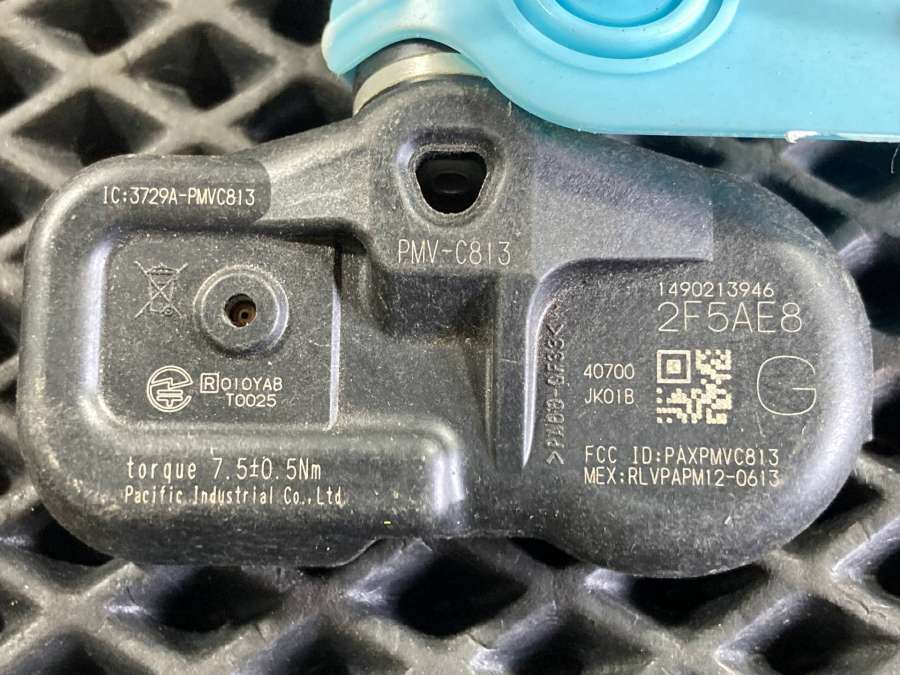 IC:3729A-PMVC813
PMV-C813
R 010YAB
T0025
torque 7.5±0.5Nm
Pacific Industrial Co.,Ltd.
1490213946
2F5AE8
40700
JK01B
G
FCC ID:PAXPMVC813
MEX:RLVPAPM12-0613